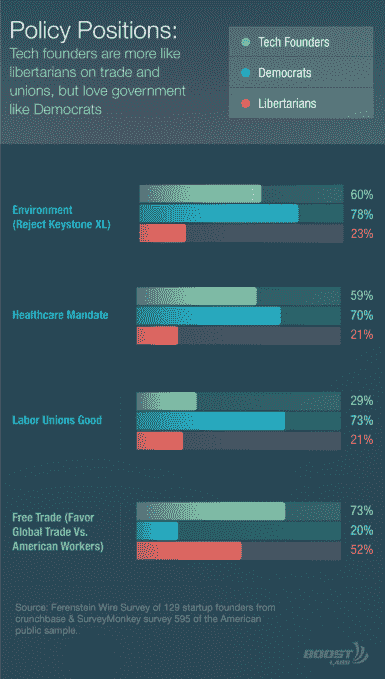 Policy Positions:
Tech founders are more like
libertarians on trade and
unions, but love government
like Democrats
Tech Founders
Democrats
Libertarians
Environment
(Reject Keystone XL)
60%
78%
23%
Healthcare Mandate
59%
70%
21%
Labor Unions Good
29%
73%
21%
Free Trade (Favor
Global Trade Vs.
American Workers)
73%
20%
52%
Source: Ferenstein Wire Survey of 129 startup founders from
crunchbase & SurveyMonkey survey 595 of the American
public sample.
BOOST
LABS